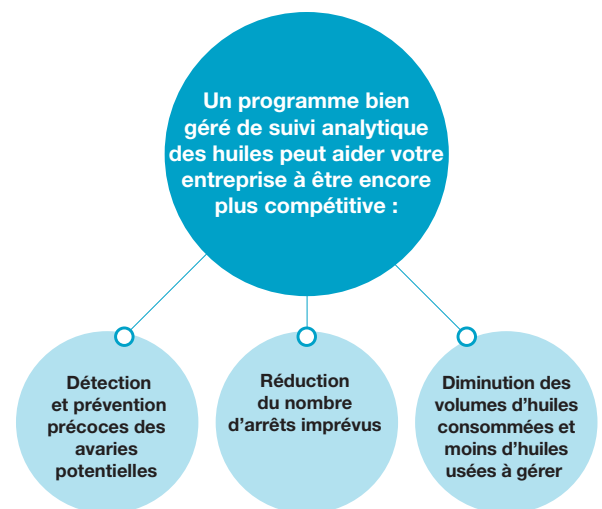 Un programme bien
géré de suivi analytique
des huiles peut aider votre
entreprise à être encore
plus compétitive :
Détection
et prévention
précoces des
avaries
potentielles
Réduction
du nombre
d'arrêts imprévus
Diminution des
volumes d'huiles
consommées et
moins d'huiles
usées à gérer